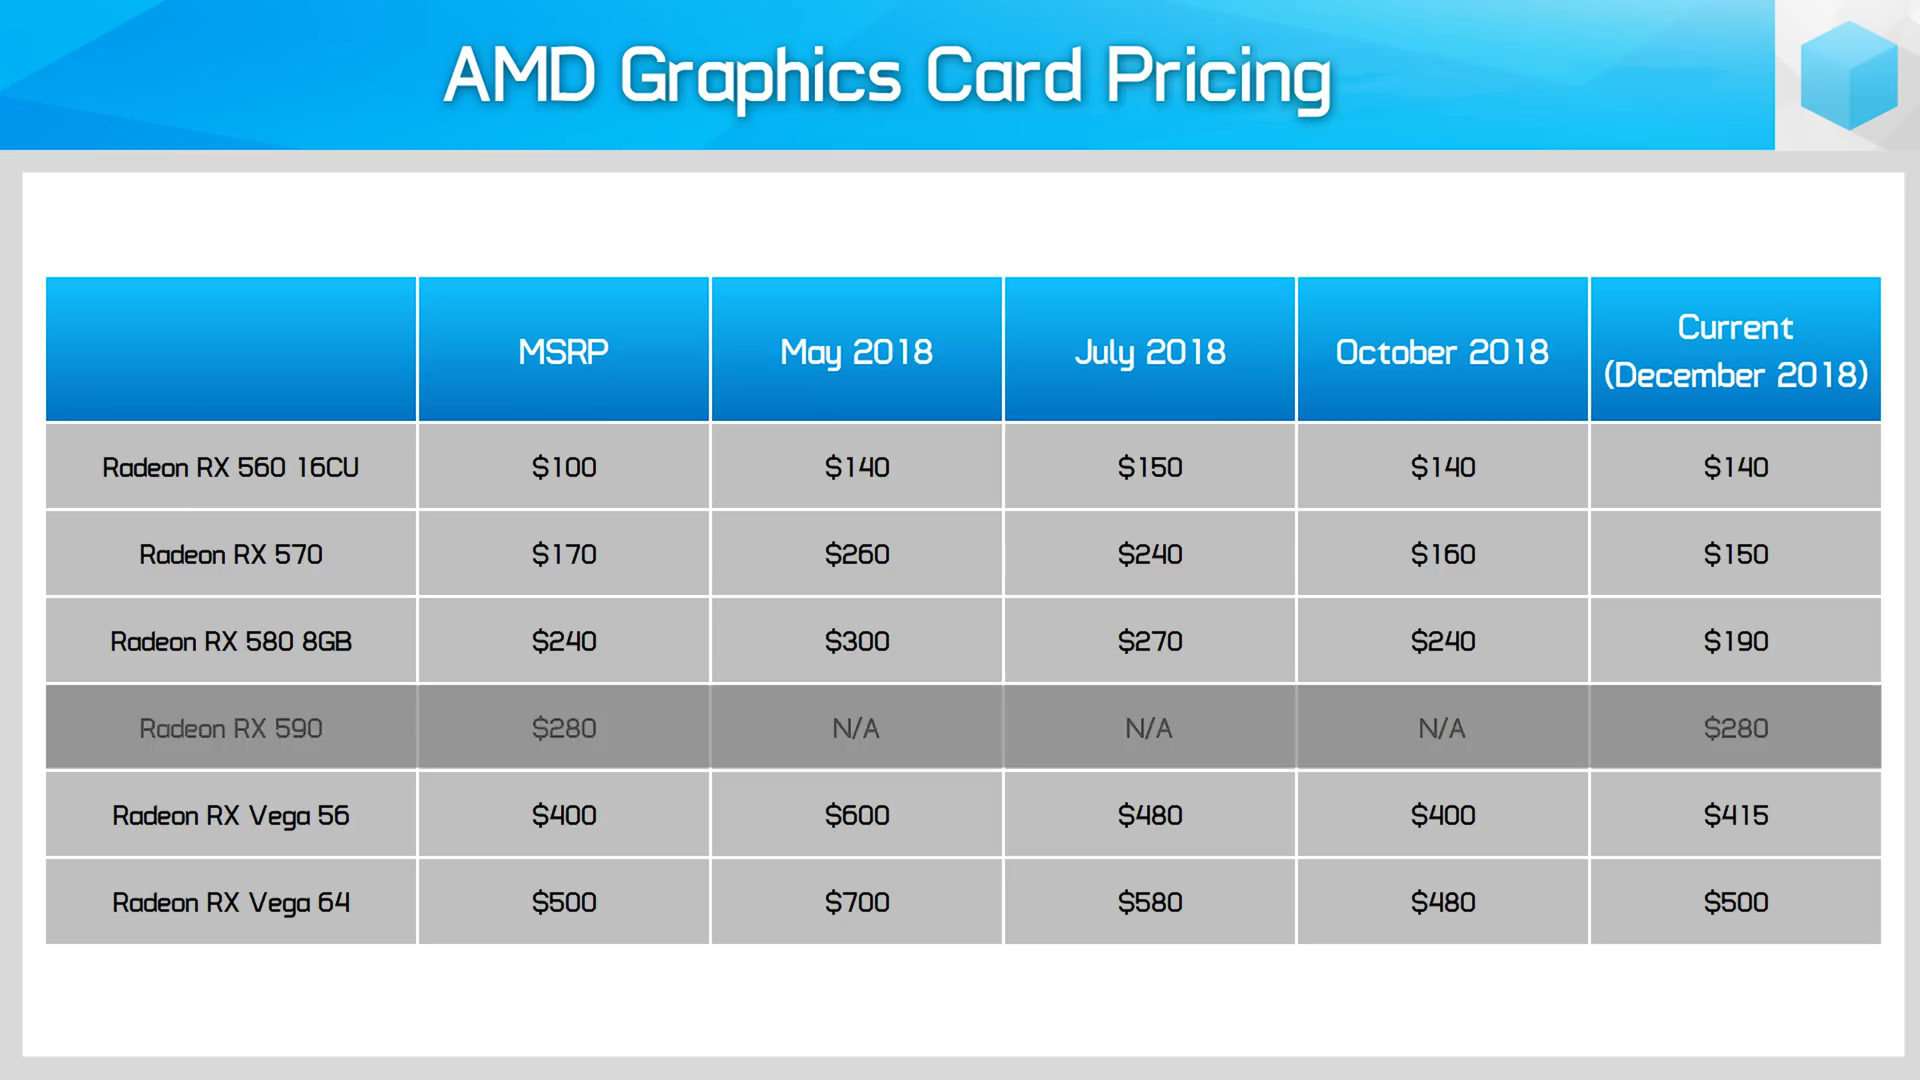 AMD Graphics Card Pricing
MSRP May 2018 July 2018 October 2018 Current
(December 2018)
Radeon RX 560 16CU $100 $140 $150 $140 $140
Radeon RX 570 $170 $260 $240 $160 $150
Radeon RX 580 8GB $240 $300 $270 $240 $190
Radeon RX 590 $280 N/A N/A N/A $280
Radeon RX Vega 56 $400 $600 $480 $400 $415
Radeon RX Vega 64 $500 $700 $580 $480 $500